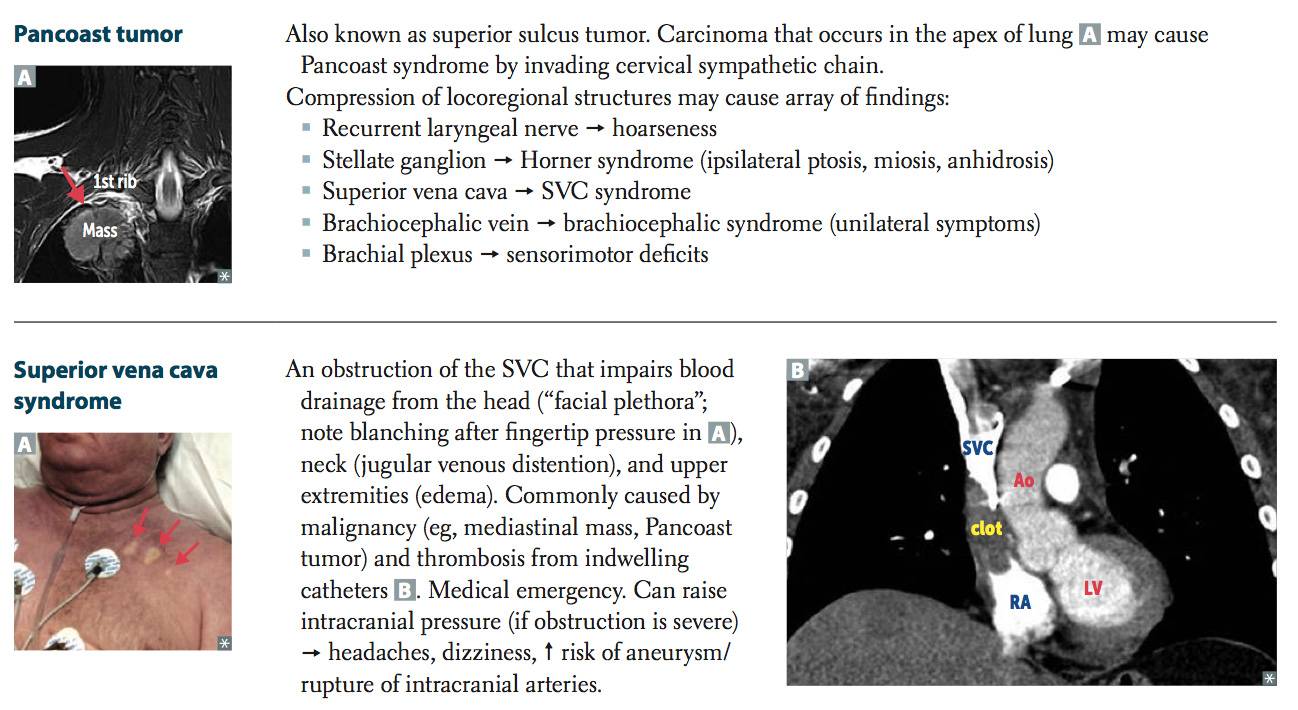 Pancoast tumor
Also known as superior sulcus tumor. Carcinoma that occurs in the apex of lung A may cause
Pancoast syndrome by invading cervical sympathetic chain.
Compression of locoregional structures may cause array of findings:
▪ Recurrent laryngeal nerve → hoarseness
▪ Stellate ganglion → Horner syndrome (ipsilateral ptosis, miosis, anhidrosis)
▪ Superior vena cava → SVC syndrome
▪ Brachiocephalic vein → brachiocephalic syndrome (unilateral symptoms)
▪ Brachial plexus → sensorimotor deficits
A
1st rib
Mass
*
Superior vena cava
syndrome
An obstruction of the SVC that impairs blood
drainage from the head (“facial plethora”;
note blanching after fingertip pressure in A),
neck (jugular venous distention), and upper
extremities (edema). Commonly caused by
malignancy (eg, mediastinal mass, Pancoast
tumor) and thrombosis from indwelling
catheters B. Medical emergency. Can raise
intracranial pressure (if obstruction is severe)
→ headaches, dizziness, ↑ risk of aneurysm/
rupture of intracranial arteries.
A
*
B
SVC
Ao
clot
LV
RA
*